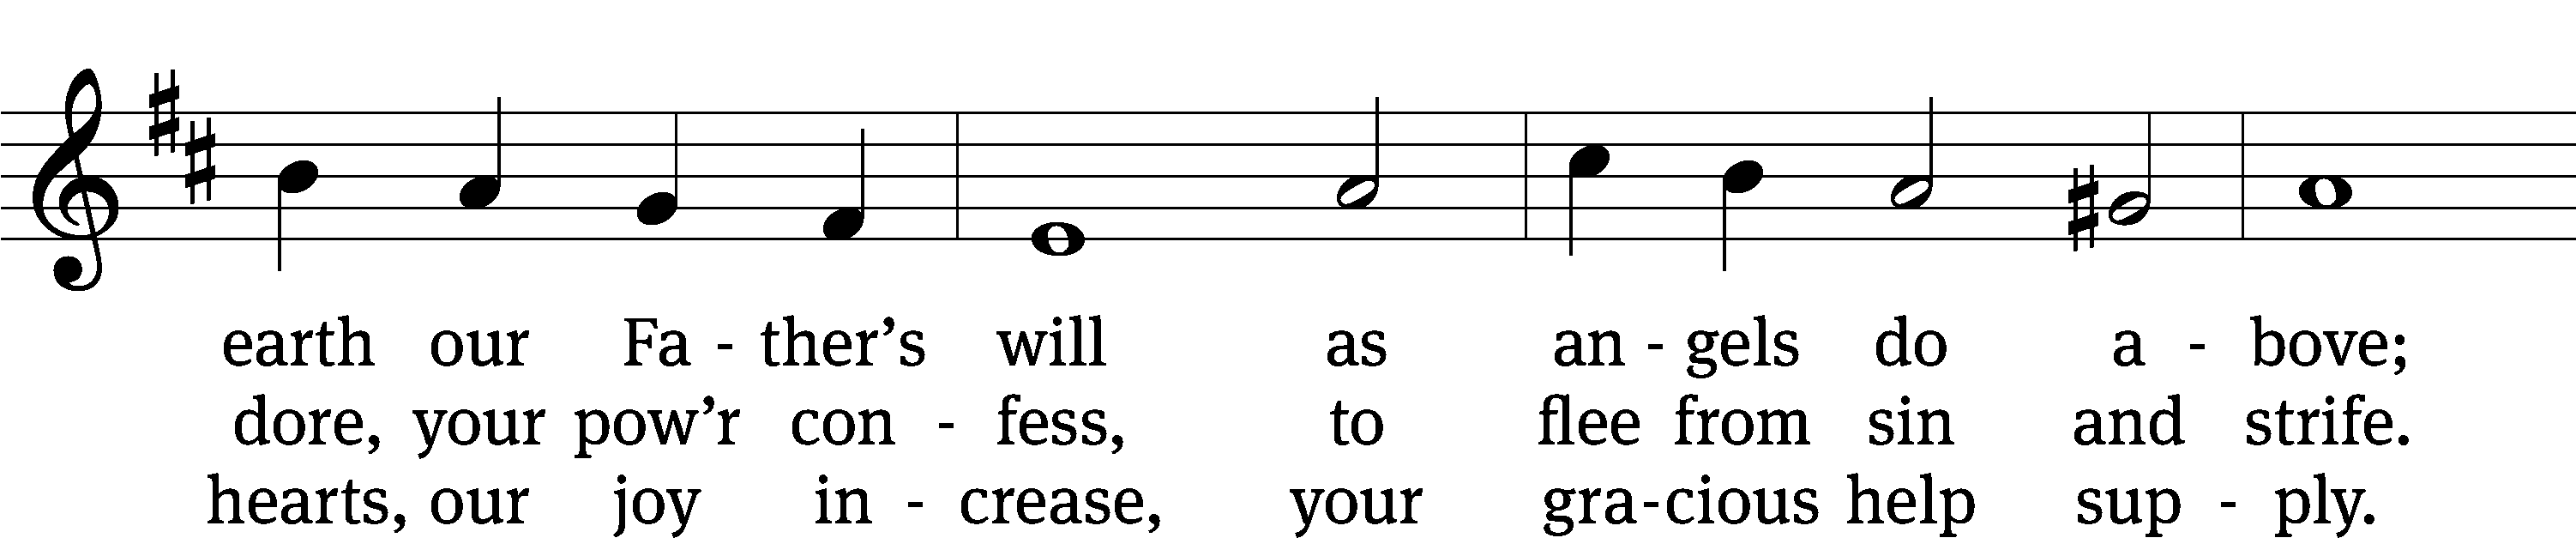 earth our Fa - ther’s will as an - gels do a - bove;
dore, your pow’r con - fess, to flee from sin and strife.
hearts, our joy in - crease, your gra - cious help sup - ply.